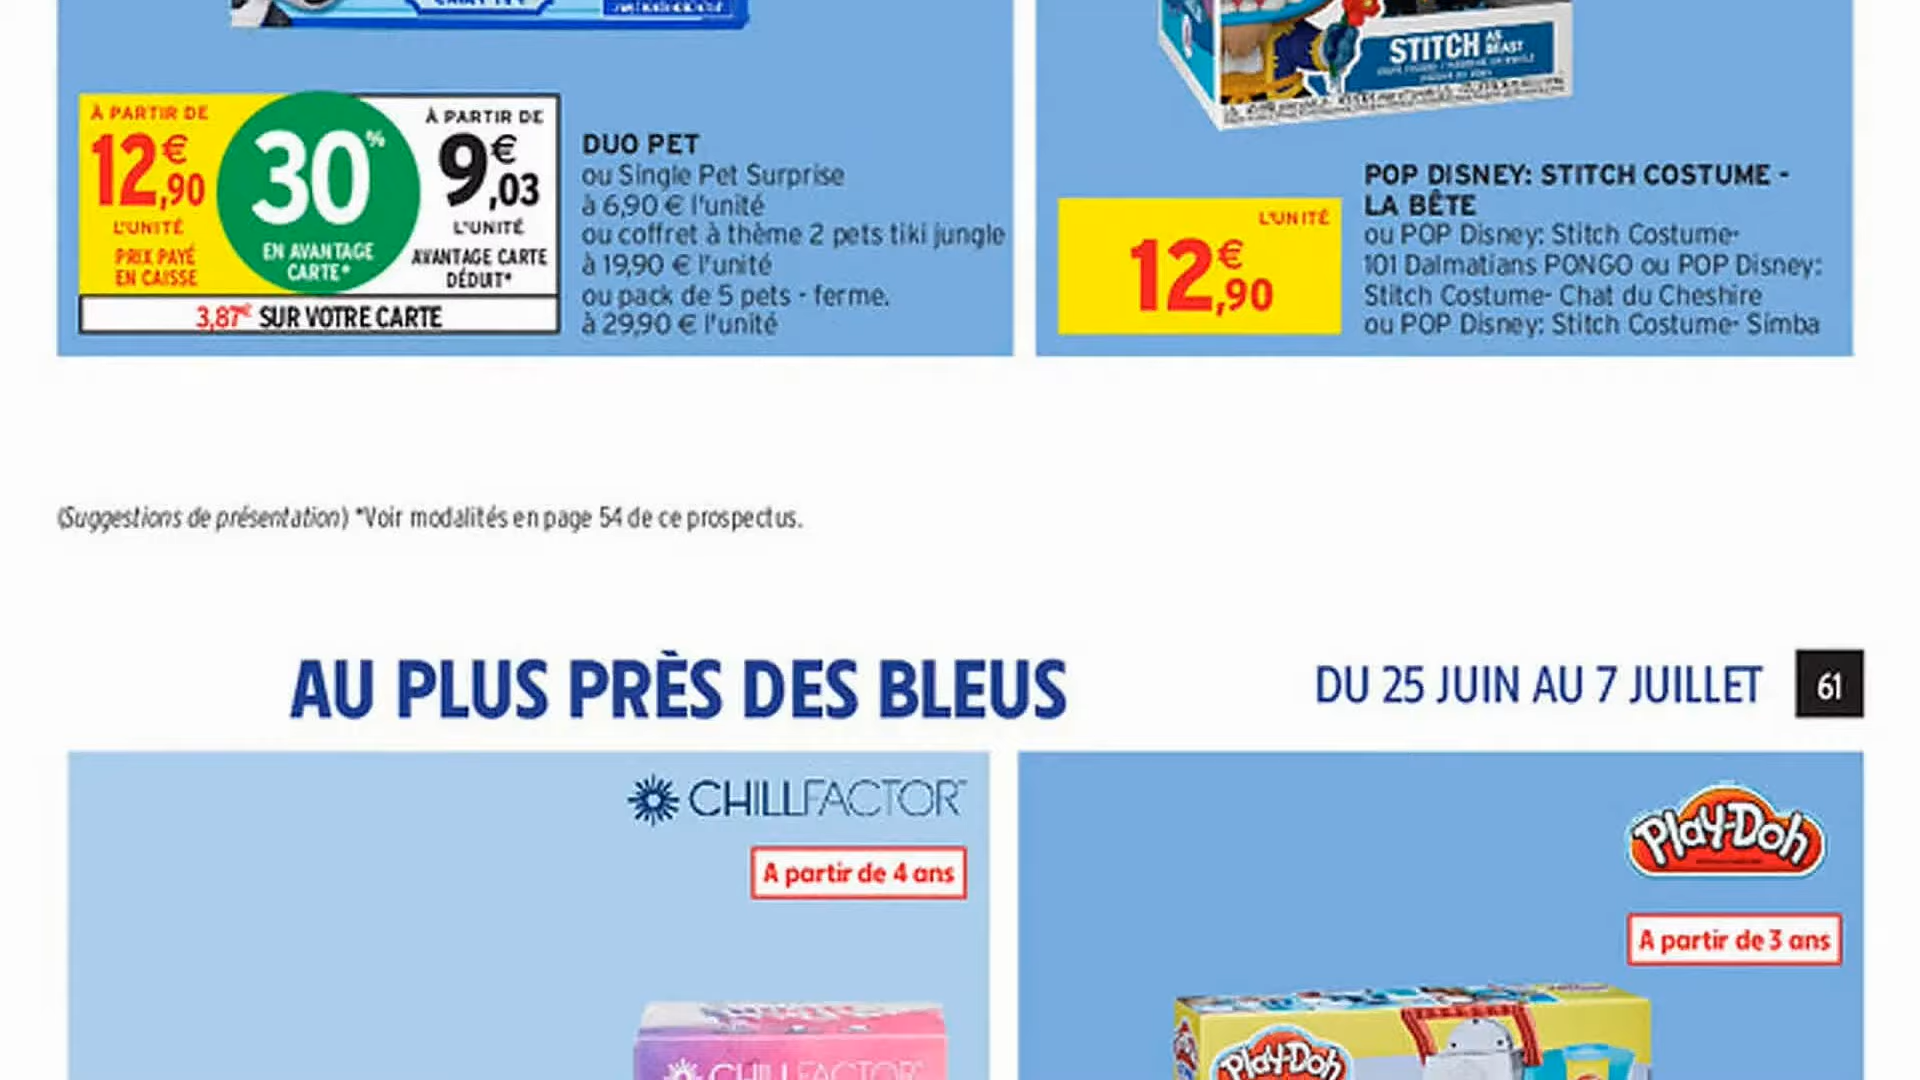 À PARTIR DE
12€,90
L'UNITÉ
PRIX PAYÉ
EN CAISSE
30%
EN AVANTAGE
CARTE*
À PARTIR DE
9€,03
L'UNITÉ
AVANTAGE CARTE
DÉDUIT*
3,87€ SUR VOTRE CARTE
DUO PET
ou Single Pet Surprise
à 6,90 € l'unité
ou coffret à thème 2 pets tiki jungle
à 19,90 € l'unité
ou pack de 5 pets - ferme.
à 29,90 € l'unité
STITCH AS BEAST
L'UNITÉ
12€,90
POP DISNEY: STITCH COSTUME -
LA BÊTE
ou POP Disney: Stitch Costume-
101 Dalmatians PONGO ou POP Disney:
Stitch Costume- Chat du Cheshire
ou POP Disney: Stitch Costume- Simba
(Suggestions de présentation) *Voir modalités en page 54 de ce prospectus.
AU PLUS PRÈS DES BLEUS
DU 25 JUIN AU 7 JUILLET
61
CHILLFACTOR™
A partir de 4 ans
Play-Doh
A partir de 3 ans
CHILLFACTOR
Play-Doh